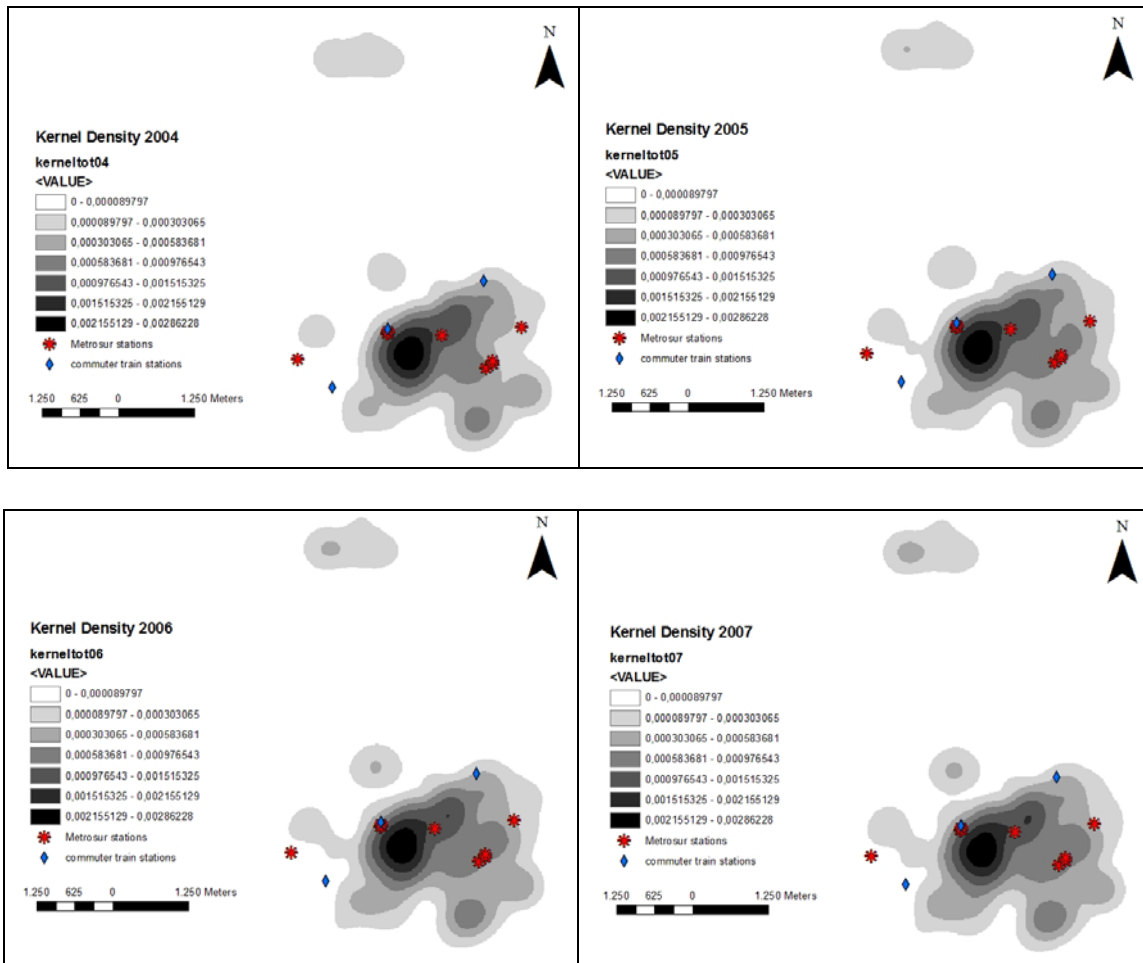 N
Kernel Density 2004
kerneltot04
<VALUE>
0 - 0,000089797
0,000089797 - 0,000303065
0,000303065 - 0,000583681
0,000583681 - 0,000976543
0,000976543 - 0,001515325
0,001515325 - 0,002155129
0,002155129 - 0,00286228
Metrosur stations
commuter train stations
1.250 625 0 1.250 Meters
N
Kernel Density 2005
kerneltot05
<VALUE>
0 - 0,000089797
0,000089797 - 0,000303065
0,000303065 - 0,000583681
0,000583681 - 0,000976543
0,000976543 - 0,001515325
0,001515325 - 0,002155129
0,002155129 - 0,00286228
Metrosur stations
commuter train stations
1.250 625 0 1.250 Meters
N
Kernel Density 2006
kerneltot06
<VALUE>
0 - 0,000089797
0,000089797 - 0,000303065
0,000303065 - 0,000583681
0,000583681 - 0,000976543
0,000976543 - 0,001515325
0,001515325 - 0,002155129
0,002155129 - 0,00286228
Metrosur stations
commuter train stations
1.250 625 0 1.250 Meters
N
Kernel Density 2007
kerneltot07
<VALUE>
0 - 0,000089797
0,000089797 - 0,000303065
0,000303065 - 0,000583681
0,000583681 - 0,000976543
0,000976543 - 0,001515325
0,001515325 - 0,002155129
0,002155129 - 0,00286228
Metrosur stations
commuter train stations
1.250 625 0 1.250 Meters